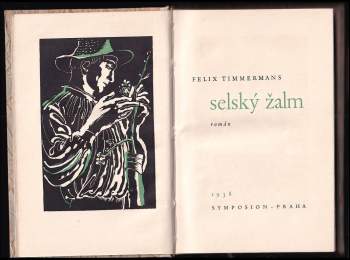 FELIX TIMMERMANS
selský žalm
román
1938
SYMPOSION - PRAHA